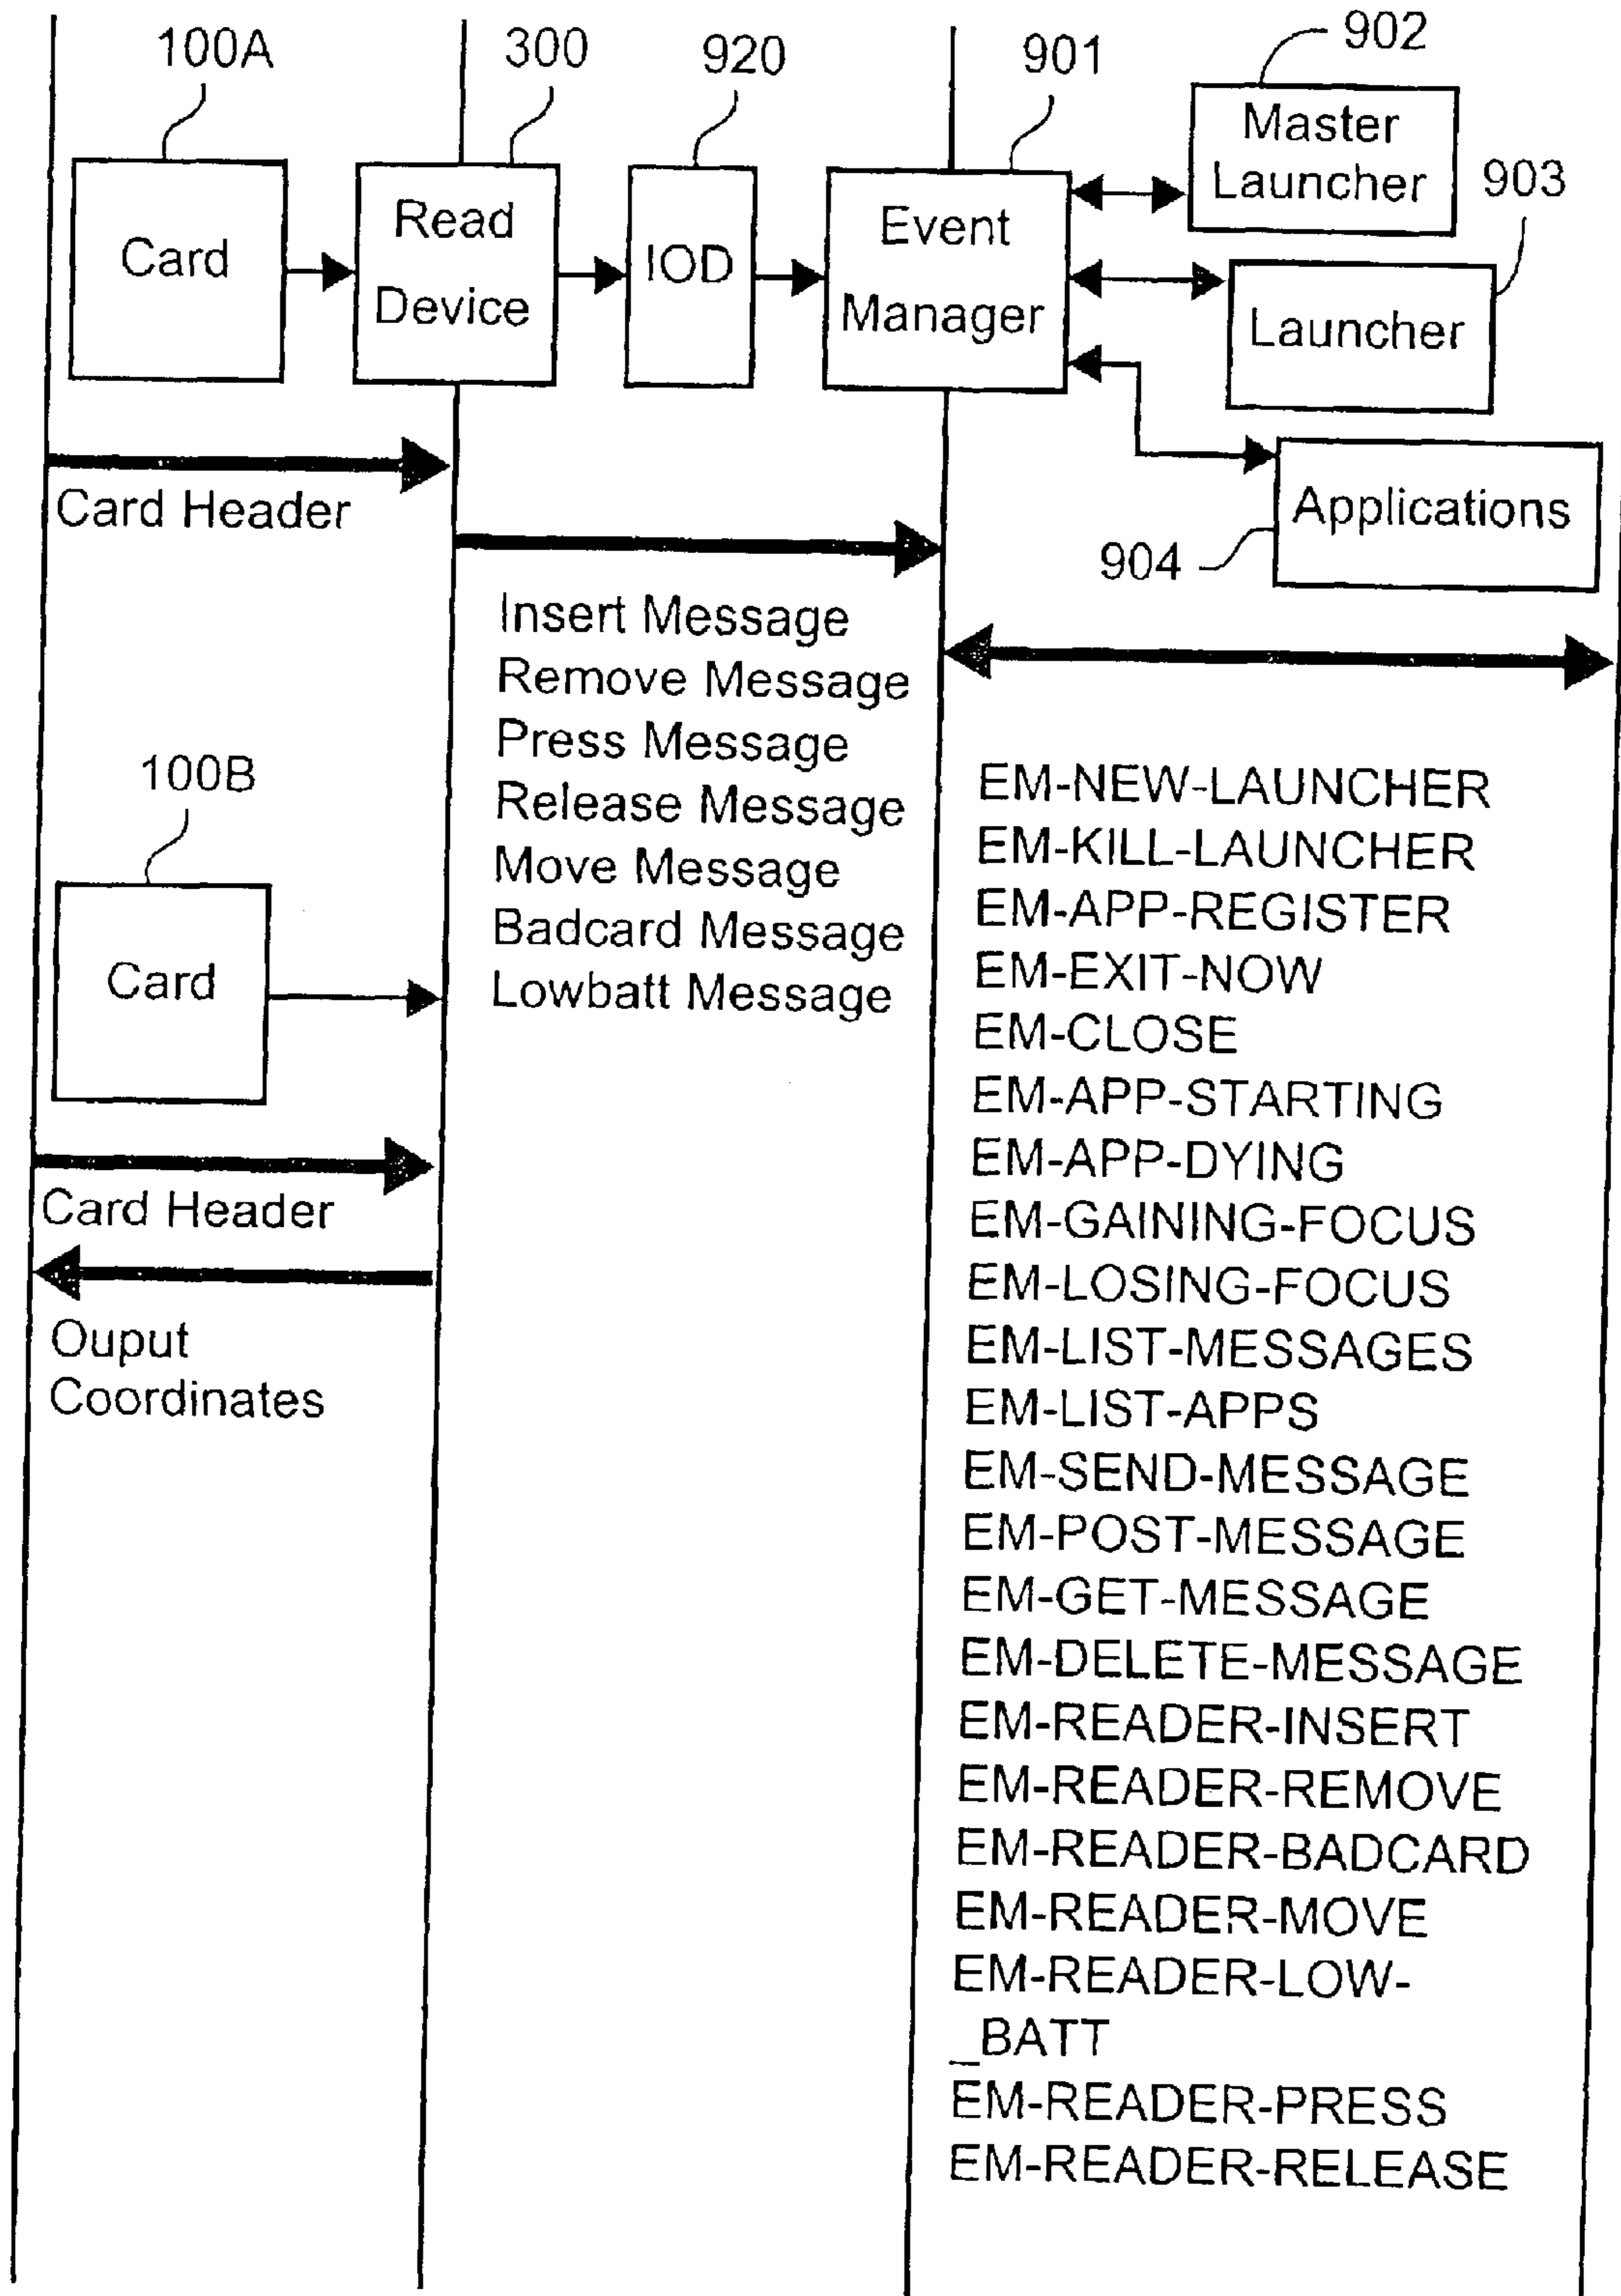 100A
300
920
901
902
Master
Launcher
903
Card
Read
Device
IOD
Event
Manager
Launcher
Card Header
Applications
904
Insert Message
Remove Message
Press Message
Release Message
Move Message
Badcard Message
Lowbatt Message
100B
Card
Card Header
Ouput
Coordinates
EM-NEW-LAUNCHER
EM-KILL-LAUNCHER
EM-APP-REGISTER
EM-EXIT-NOW
EM-CLOSE
EM-APP-STARTING
EM-APP-DYING
EM-GAINING-FOCUS
EM-LOSING-FOCUS
EM-LIST-MESSAGES
EM-LIST-APPS
EM-SEND-MESSAGE
EM-POST-MESSAGE
EM-GET-MESSAGE
EM-DELETE-MESSAGE
EM-READER-INSERT
EM-READER-REMOVE
EM-READER-BADCARD
EM-READER-MOVE
EM-READER-LOW-
_BATT
EM-READER-PRESS
EM-READER-RELEASE